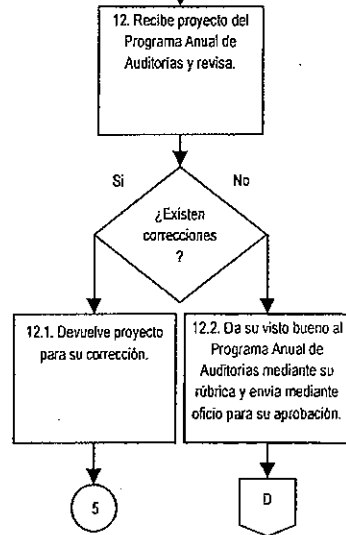 12. Recibe proyecto del
Programa Anual de
Auditorias y revisa.
Si
No
¿Existen
correcciones
?
12.1. Devuelve proyecto
para su corrección.
12.2. Da su visto bueno al
Programa Anual de
Auditorias mediante su
rúbrica y envia mediante
oficio para su aprobación.
5
D